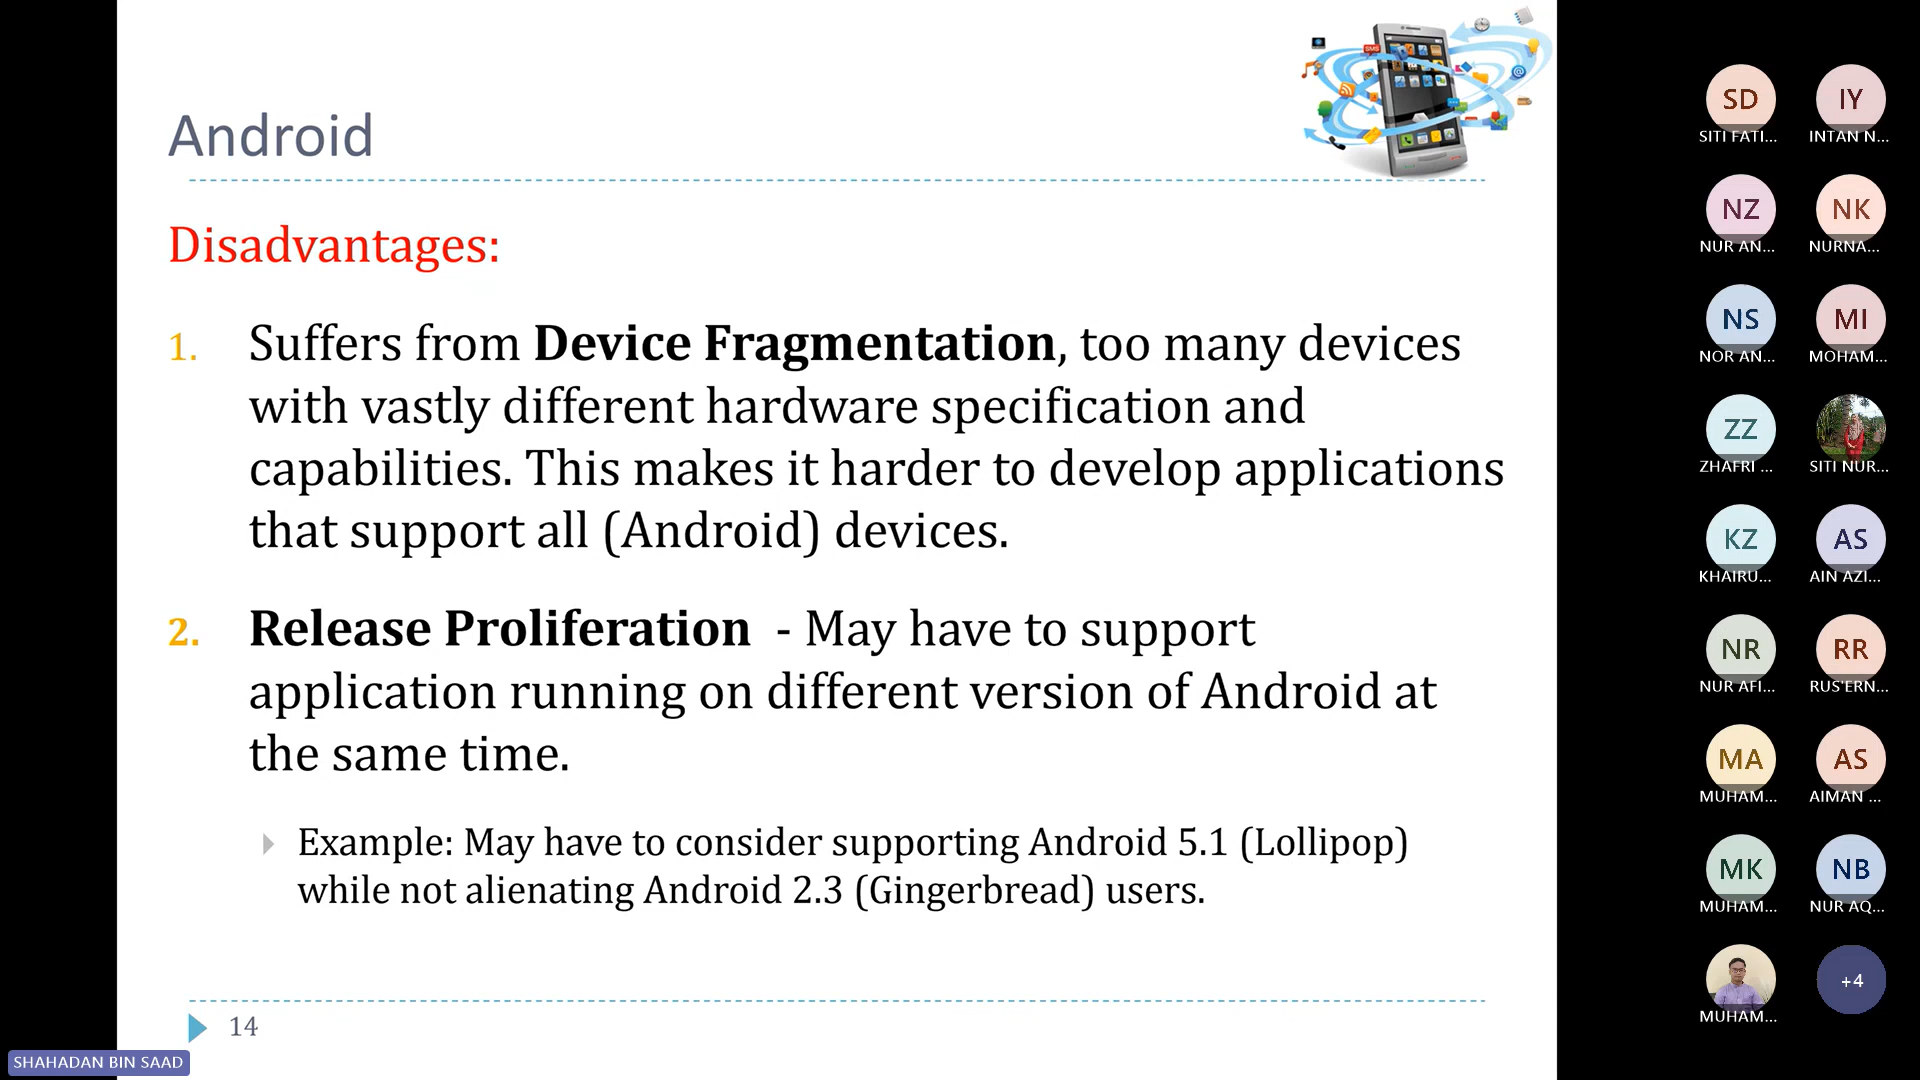 Android
Disadvantages:
1. Suffers from Device Fragmentation, too many devices
with vastly different hardware specification and
capabilities. This makes it harder to develop applications
that support all (Android) devices.
2. Release Proliferation - May have to support
application running on different version of Android at
the same time.
Example: May have to consider supporting Android 5.1 (Lollipop)
while not alienating Android 2.3 (Gingerbread) users.
14
SHAHADAN BIN SAAD
SD
SITI FATI...
IY
INTAN N...
NZ
NUR AN...
NK
NURNA...
NS
NOR AN...
MI
MOHAM...
ZZ
ZHAFRI ...
SITI NUR...
KZ
KHAIRU...
AS
AIN AZI...
NR
NUR AFI...
RR
RUS'ERN...
MA
MUHAM...
AS
AIMAN ...
MK
MUHAM...
NB
NUR AQ...
MUHAM...
+4
SMS